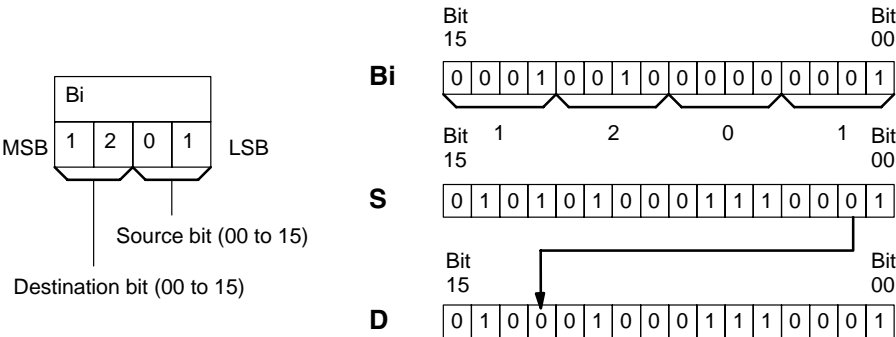 Bi
MSB 1 2 0 1 LSB
Source bit (00 to 15)
Destination bit (00 to 15)
Bit 15 Bit 00
Bi 0 0 0 1 0 0 1 0 0 0 0 0 0 0 0 1
1 2 0 1
Bit 15 Bit 00
S 0 1 0 1 0 1 0 0 0 1 1 1 0 0 0 1
Bit 15 Bit 00
D 0 1 0 0 0 1 0 0 0 1 1 1 0 0 0 1